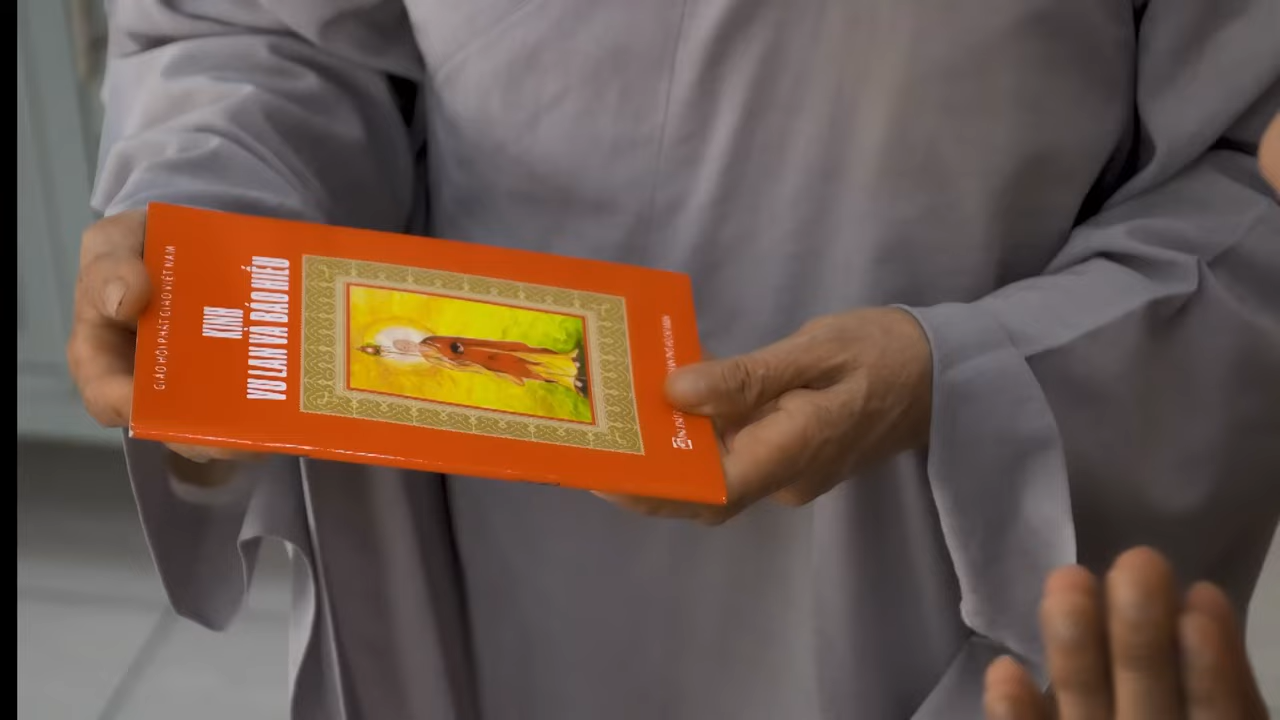 GIÁO HỘI PHẬT GIÁO VIỆT NAM
KINH
VU LAN VÀ BÁO HIẾU